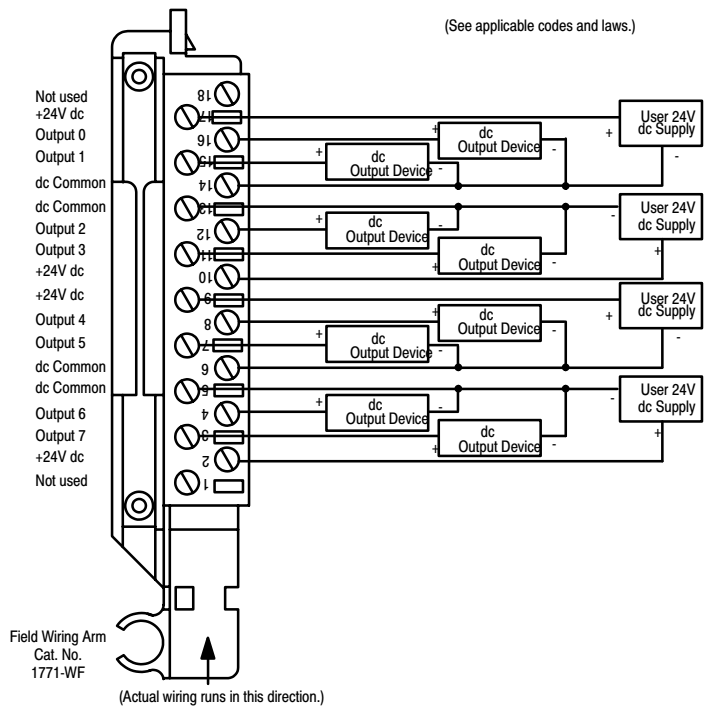 (See applicable codes and laws.)
Not used
+24V dc
Output 0
Output 1
dc Common
dc Common
Output 2
Output 3
+24V dc
+24V dc
Output 4
Output 5
dc Common
dc Common
Output 6
Output 7
+24V dc
Not used
18
17
16
15
14
13
12
11
10
9
8
7
6
5
4
3
2
1
+
dc
Output Device
-
+
dc
Output Device
-
User 24V
dc Supply
+
-
+
dc
Output Device
-
+
dc
Output Device
-
User 24V
dc Supply
-
+
+
dc
Output Device
-
+
dc
Output Device
-
User 24V
dc Supply
+
-
+
dc
Output Device
-
+
dc
Output Device
-
User 24V
dc Supply
-
+
Field Wiring Arm
Cat. No.
1771-WF
(Actual wiring runs in this direction.)